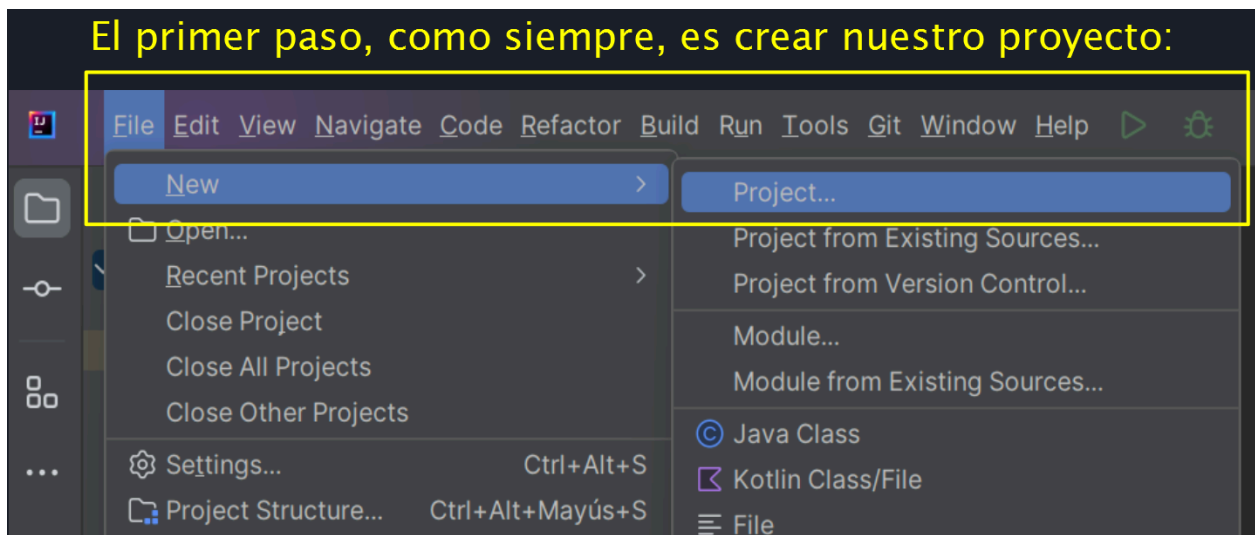 El primer paso, como siempre, es crear nuestro proyecto:
IJ
File Edit View Navigate Code Refactor Build Run Tools Git Window Help
New
Project...
Open...
Project from Existing Sources...
Recent Projects
Project from Version Control...
Close Project
Module...
Close All Projects
Module from Existing Sources...
Close Other Projects
C Java Class
Settings... Ctrl+Alt+S
Kotlin Class/File
Project Structure... Ctrl+Alt+Mayús+S
File